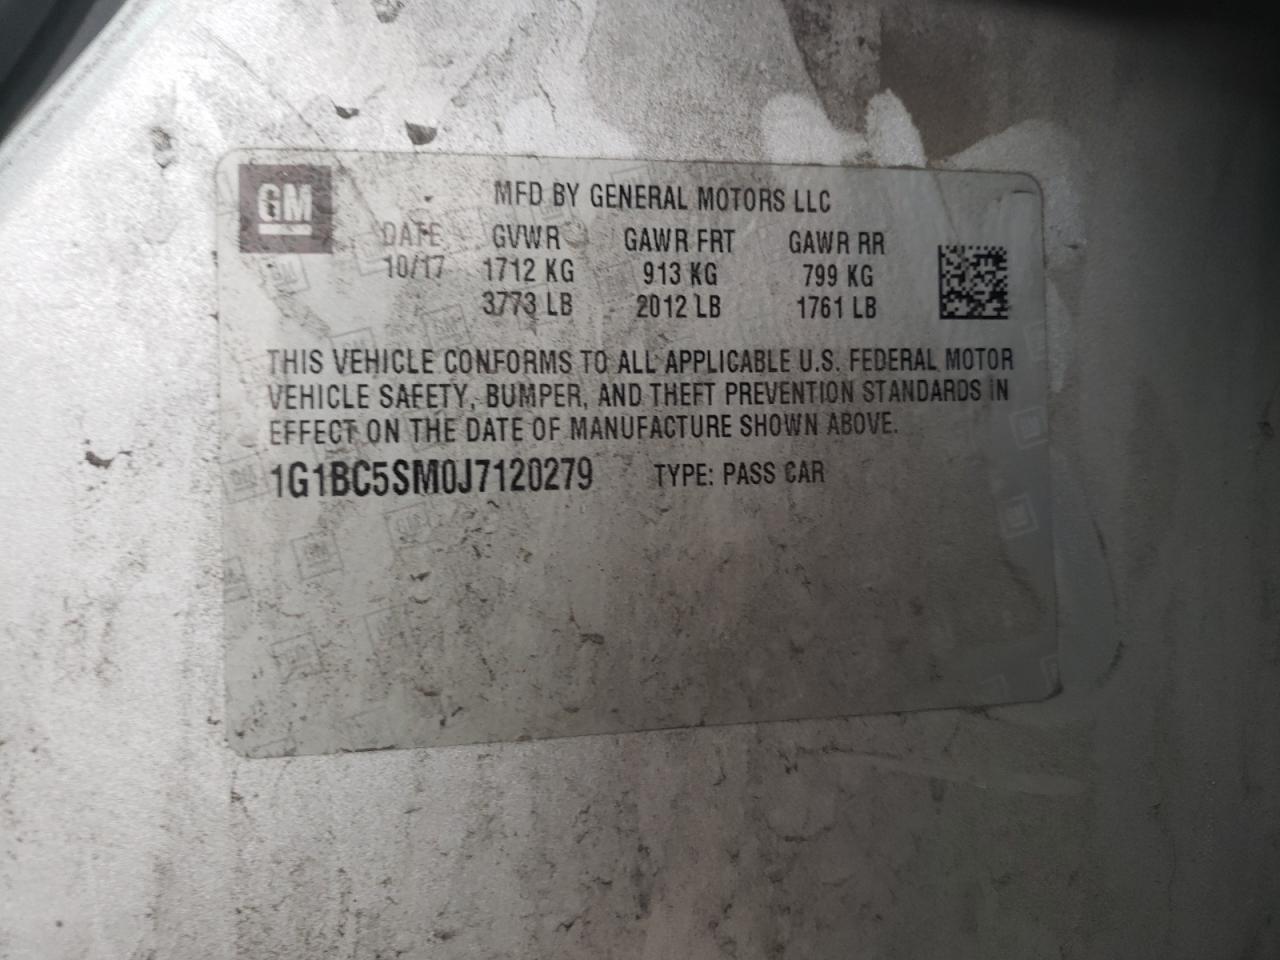 GM
MFD BY GENERAL MOTORS LLC
DATE GVWR GAWR FRT GAWR RR
10/17 1712 KG 913 KG 799 KG
3773 LB 2012 LB 1761 LB
THIS VEHICLE CONFORMS TO ALL APPLICABLE U.S. FEDERAL MOTOR
VEHICLE SAFETY, BUMPER, AND THEFT PREVENTION STANDARDS IN
EFFECT ON THE DATE OF MANUFACTURE SHOWN ABOVE.
1G1BC5SM0J7120279 TYPE: PASS CAR